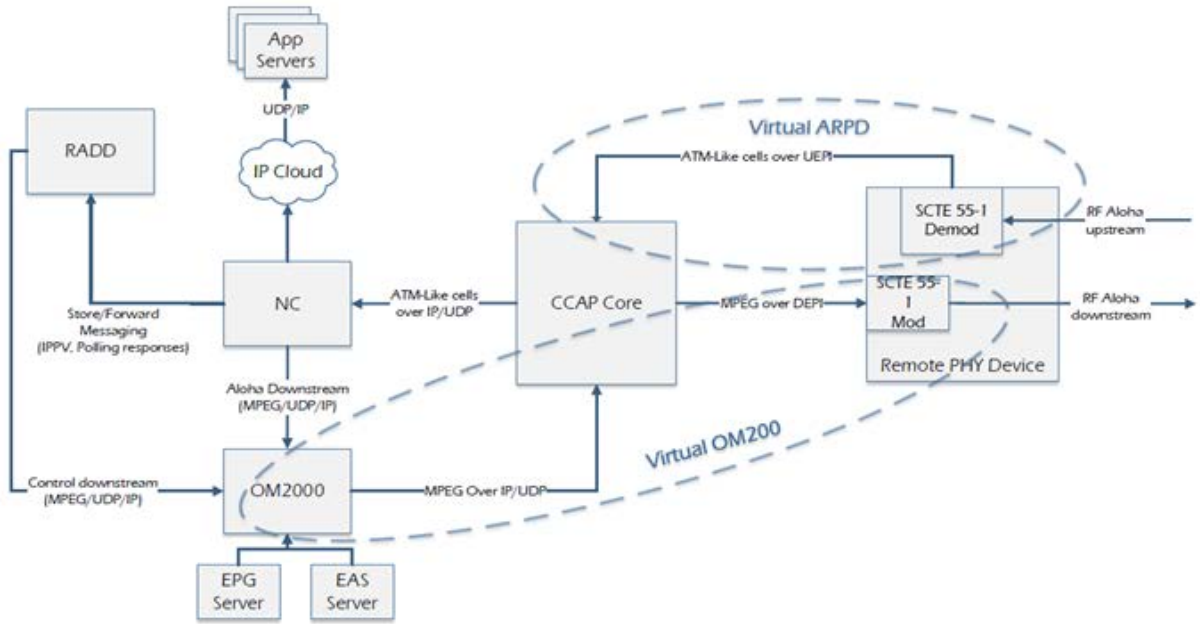 App
Servers
UDP/IP
IP Cloud
RADD
Virtual ARPD
ATM-Like cells over UEPI
SCTE 55-1
Demod
RF Aloha
upstream
NC
ATM-Like cells
over IP/UDP
CCAP Core
MPEG over DEPI
SCTE 55-
1
Mod
RF Aloha
downstream
Remote PHY Device
Store/Forward
Messaging
(IPPV, Polling responses)
Aloha Downstream
(MPEG/UDP/IP)
Virtual OM200
Control downstream
(MPEG/UDP/IP)
OM2000
MPEG Over IP/UDP
EPG
Server
EAS
Server